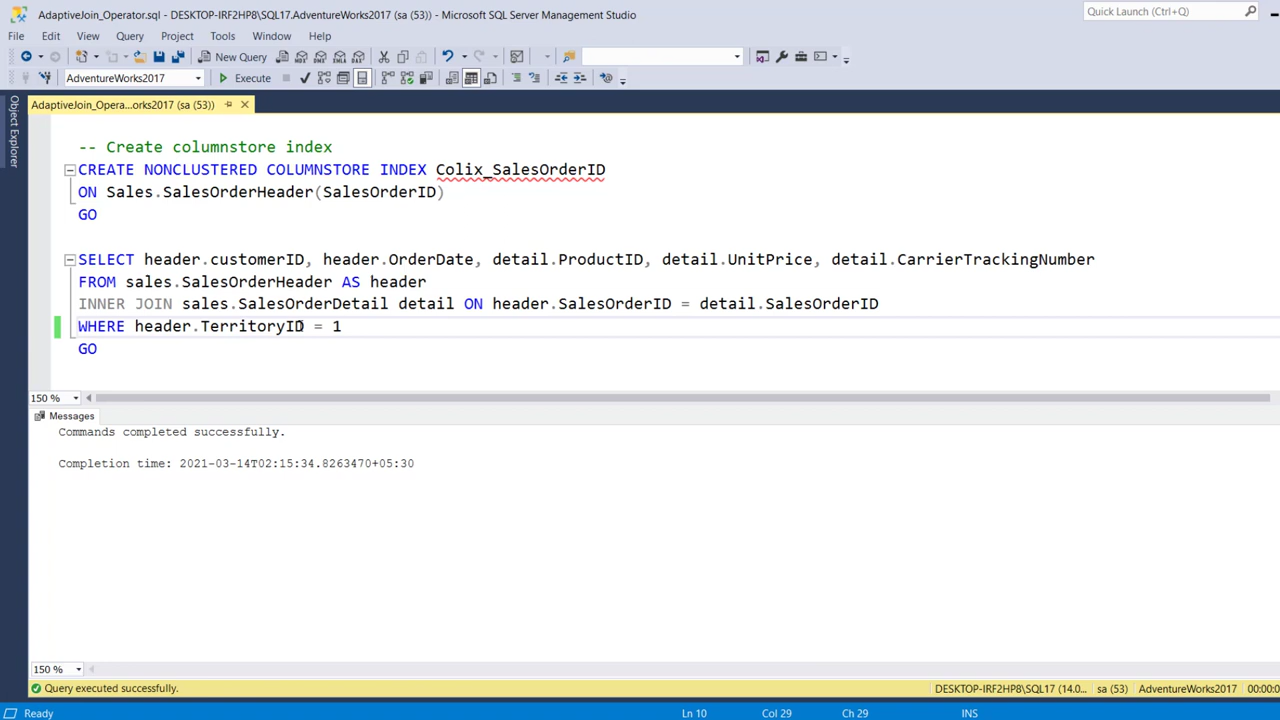 AdaptiveJoin_Operator.sql - DESKTOP-IRF2HP8\SQL17.AdventureWorks2017 (sa (53)) - Microsoft SQL Server Management Studio
Quick Launch (Ctrl+Q)
File Edit View Query Project Tools Window Help
New Query
AdventureWorks2017 Execute
AdaptiveJoin_Opera...orks2017 (sa (53))
Object Explorer
-- Create columnstore index
CREATE NONCLUSTERED COLUMNSTORE INDEX Colix_SalesOrderID
ON Sales.SalesOrderHeader(SalesOrderID)
GO
SELECT header.customerID, header.OrderDate, detail.ProductID, detail.UnitPrice, detail.CarrierTrackingNumber
FROM sales.SalesOrderHeader AS header
INNER JOIN sales.SalesOrderDetail detail ON header.SalesOrderID = detail.SalesOrderID
WHERE header.TerritoryID = 1
GO
150 %
Messages
Commands completed successfully.
Completion time: 2021-03-14T02:15:34.8263470+05:30
150 %
Query executed successfully. DESKTOP-IRF2HP8\SQL17 (14.0... sa (53) AdventureWorks2017 00:00:0
Ready Ln 10 Col 29 Ch 29 INS